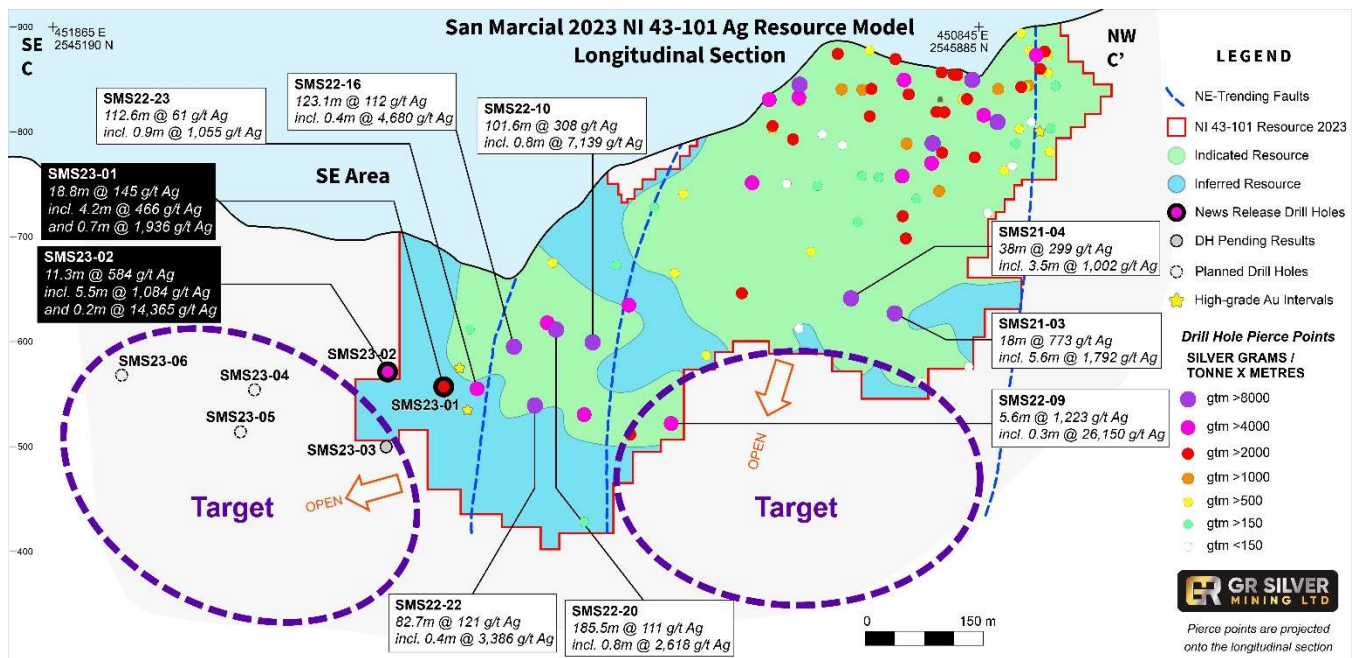 San Marcial 2023 NI 43-101 Ag Resource Model
Longitudinal Section
SE
C
451865 E
2545190 N
450845 E
2545885 N
NW
C'
900
800
700
600
500
400
300
SE Area
SMS22-23
112.6m @ 61 g/t Ag
incl. 0.9m @ 1,055 g/t Ag
SMS22-16
123.1m @ 112 g/t Ag
incl. 0.4m @ 4,680 g/t Ag
SMS22-10
101.6m @ 308 g/t Ag
incl. 0.8m @ 7,139 g/t Ag
SMS23-01
18.8m @ 145 g/t Ag
incl. 4.2m @ 466 g/t Ag
and 0.7m @ 1,936 g/t Ag
SMS23-02
11.3m @ 584 g/t Ag
incl. 5.5m @ 1,084 g/t Ag
and 0.2m @ 14,365 g/t Ag
SMS21-04
38m @ 299 g/t Ag
incl. 3.5m @ 1,002 g/t Ag
SMS21-03
18m @ 773 g/t Ag
incl. 5.6m @ 1,792 g/t Ag
SMS22-09
5.6m @ 1,223 g/t Ag
incl. 0.3m @ 26,150 g/t Ag
SMS22-22
82.7m @ 121 g/t Ag
incl. 0.4m @ 3,386 g/t Ag
SMS22-20
185.5m @ 111 g/t Ag
incl. 0.8m @ 2,618 g/t Ag
SMS23-06
SMS23-04
SMS23-05
SMS23-02
SMS23-01
SMS23-03
Target
OPEN
OPEN
Target
0
150 m
LEGEND
NE-Trending Faults
NI 43-101 Resource 2023
Indicated Resource
Inferred Resource
News Release Drill Holes
DH Pending Results
Planned Drill Holes
High-grade Au Intervals
Drill Hole Pierce Points
SILVER GRAMS /
TONNE X METRES
gtm >8000
gtm >4000
gtm >2000
gtm >1000
gtm >500
gtm >150
gtm <150
GR SILVER
MINING LTD
Pierce points are projected
onto the longitudinal section